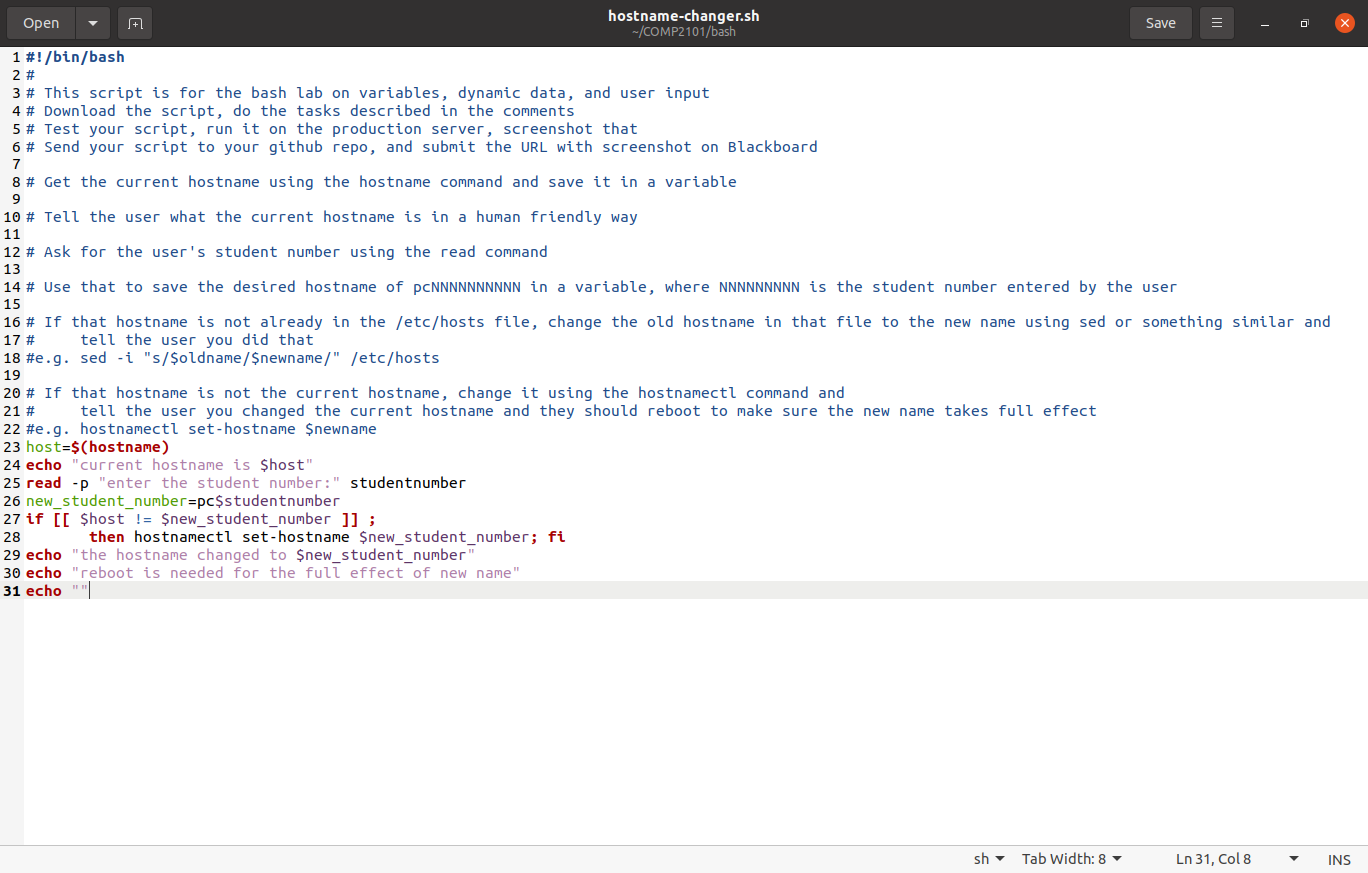 Open
hostname-changer.sh
~/COMP2101/bash
Save
1 #!/bin/bash
2 #
3 # This script is for the bash lab on variables, dynamic data, and user input
4 # Download the script, do the tasks described in the comments
5 # Test your script, run it on the production server, screenshot that
6 # Send your script to your github repo, and submit the URL with screenshot on Blackboard
7
8 # Get the current hostname using the hostname command and save it in a variable
9
10 # Tell the user what the current hostname is in a human friendly way
11
12 # Ask for the user's student number using the read command
13
14 # Use that to save the desired hostname of pcNNNNNNNNNN in a variable, where NNNNNNNNN is the student number entered by the user
15
16 # If that hostname is not already in the /etc/hosts file, change the old hostname in that file to the new name using sed or something similar and
17 #     tell the user you did that
18 #e.g. sed -i "s/$oldname/$newname/" /etc/hosts
19
20 # If that hostname is not the current hostname, change it using the hostnamectl command and
21 #     tell the user you changed the current hostname and they should reboot to make sure the new name takes full effect
22 #e.g. hostnamectl set-hostname $newname
23 host=$(hostname)
24 echo "current hostname is $host"
25 read -p "enter the student number:" studentnumber
26 new_student_number=pc$studentnumber
27 if [[ $host != $new_student_number ]] ;
28        then hostnamectl set-hostname $new_student_number; fi
29 echo "the hostname changed to $new_student_number"
30 echo "reboot is needed for the full effect of new name"
31 echo ""
sh Tab Width: 8 Ln 31, Col 8 INS